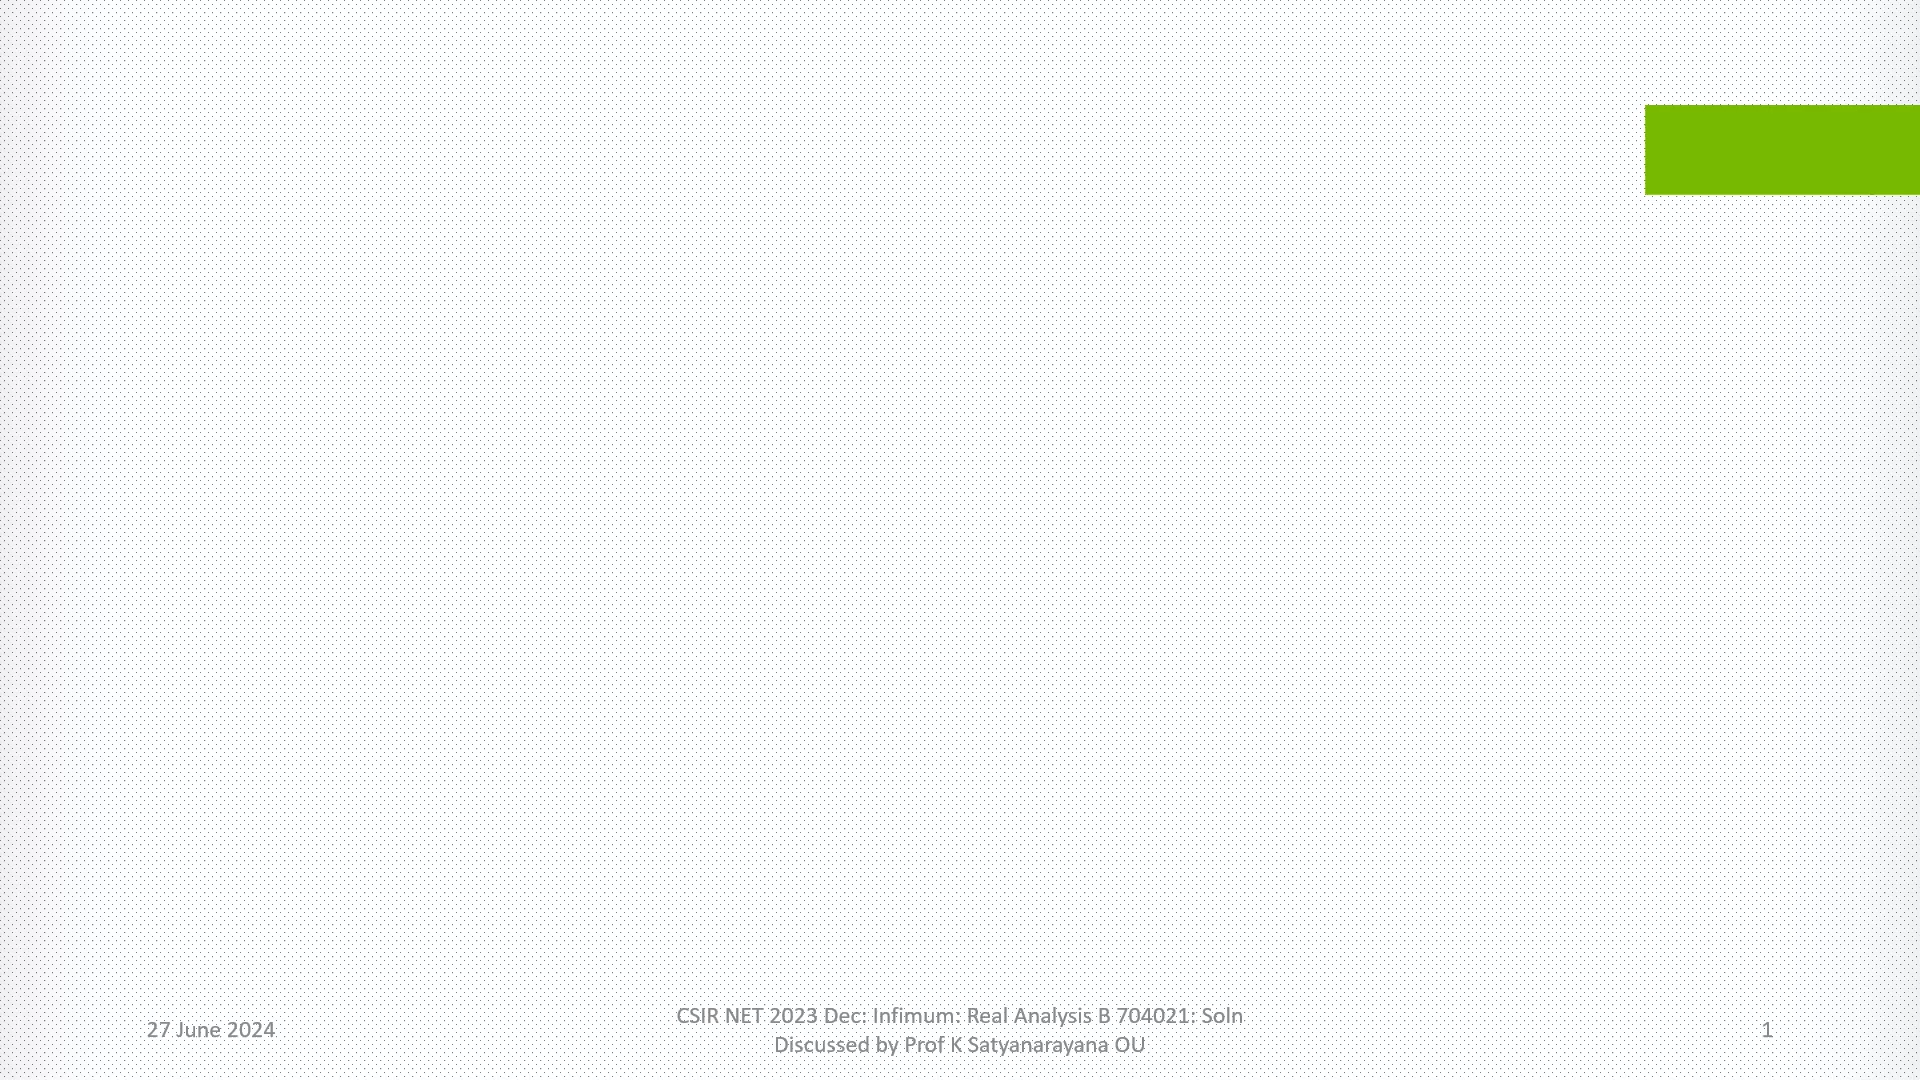 27 June 2024
CSIR NET 2023 Dec: Infimum: Real Analysis B 704021: Soln
Discussed by Prof K Satyanarayana OU
1